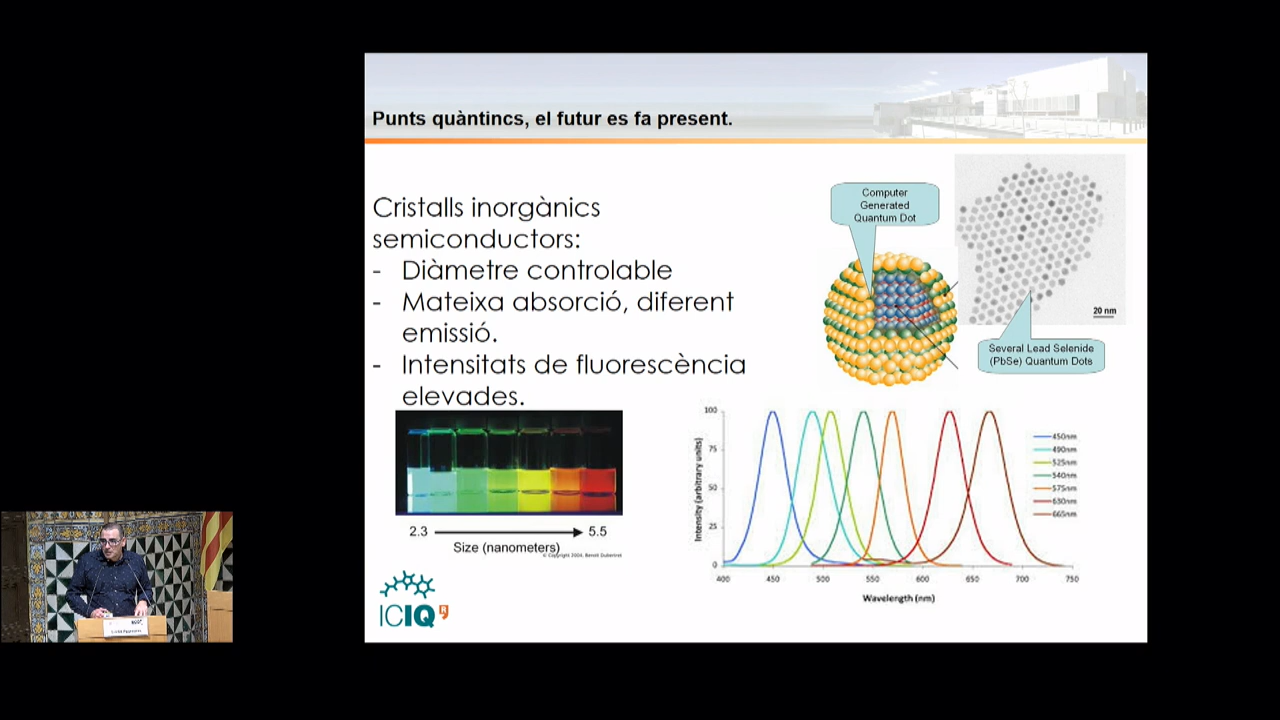 Punts quàntincs, el futur es fa present.
Cristalls inorgànics
semiconductors:
- Diàmetre controlable
- Mateixa absorció, diferent
emissió.
- Intensitats de fluorescència
elevades.
Computer
Generated
Quantum Dot
20 nm
Several Lead Selenide
(PbSe) Quantum Dots
2.3
5.5
Size (nanometers)
© Copyright 2004, Benoit Dubertret
Intensity (arbitrary units)
100
75
50
25
0
400 450 500 550 600 650 700 750
Wavelength (nm)
450nm
490nm
525nm
540nm
575nm
630nm
665nm
ICIQ